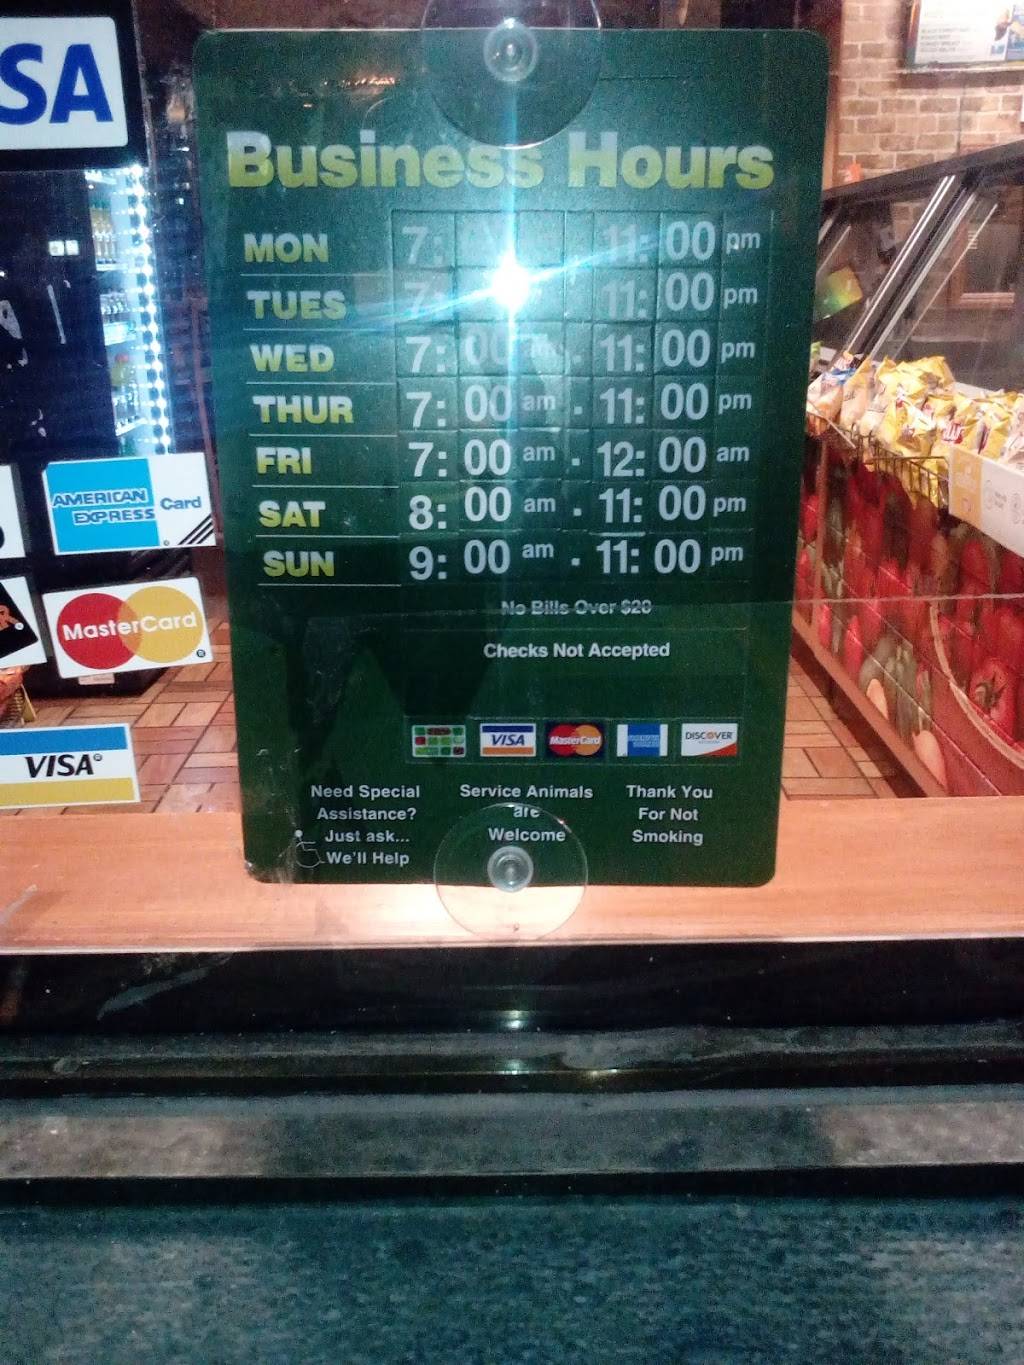 SA
Business Hours
MON 7: 11: 00 pm
TUES 7: 11: 00 pm
WED 7: 00 am - 11: 00 pm
THUR 7: 00 am - 11: 00 pm
FRI 7: 00 am - 12: 00 am
SAT 8: 00 am - 11: 00 pm
SUN 9: 00 am - 11: 00 pm
No Bills Over $20
Checks Not Accepted
VISA MasterCard DISCOVER
Need Special
Assistance?
Just ask...
We'll Help
Service Animals
are
Welcome
Thank You
For Not
Smoking
AMERICAN
EXPRESS
Card
MasterCard
VISA